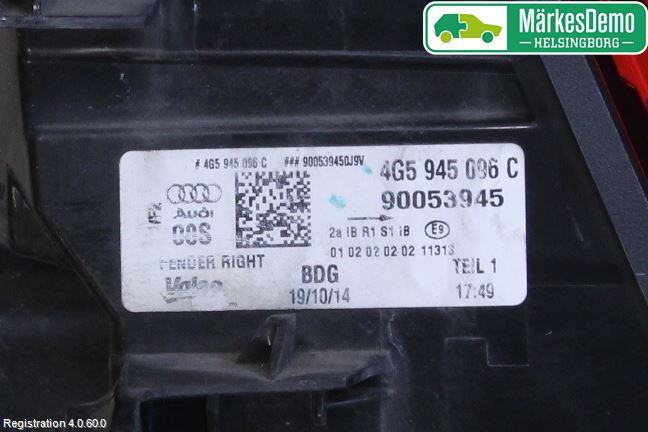 MärkesDemo
HELSINGBORG
# 4G5 945 096 C ### 90053945OJ9V
4G5 945 096 C
90053945
Audi
00S
2a IB R1 S1 IB E9
01 02 02 02 02 11313
FENDER RIGHT
BDG
TEIL 1
Valeo
19/10/14
17:49
Registration 4.0.60.0